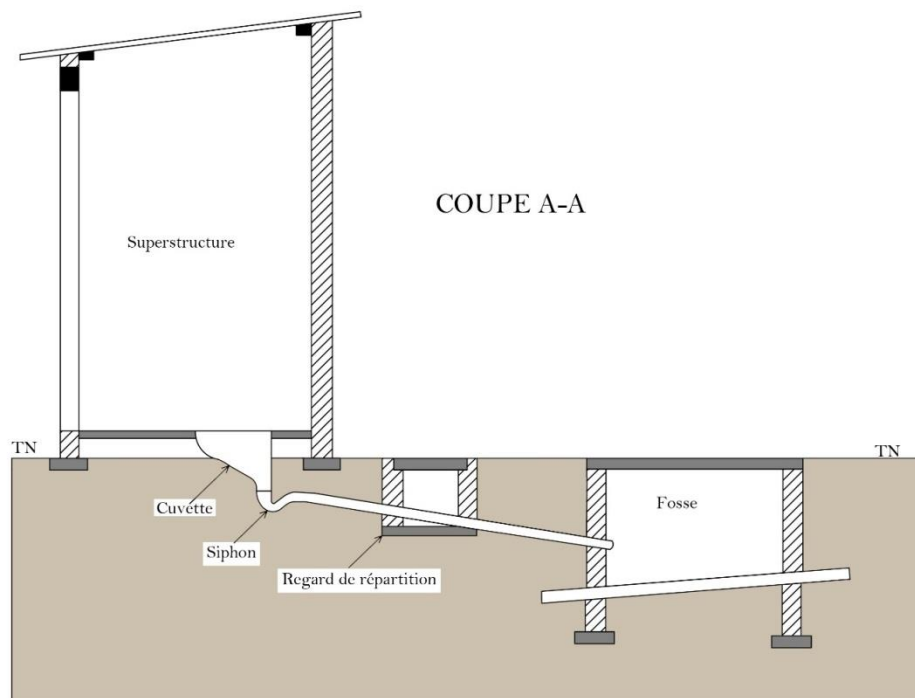 COUPE A-A
Superstructure
TN
TN
Cuvette
Fosse
Siphon
Regard de répartition